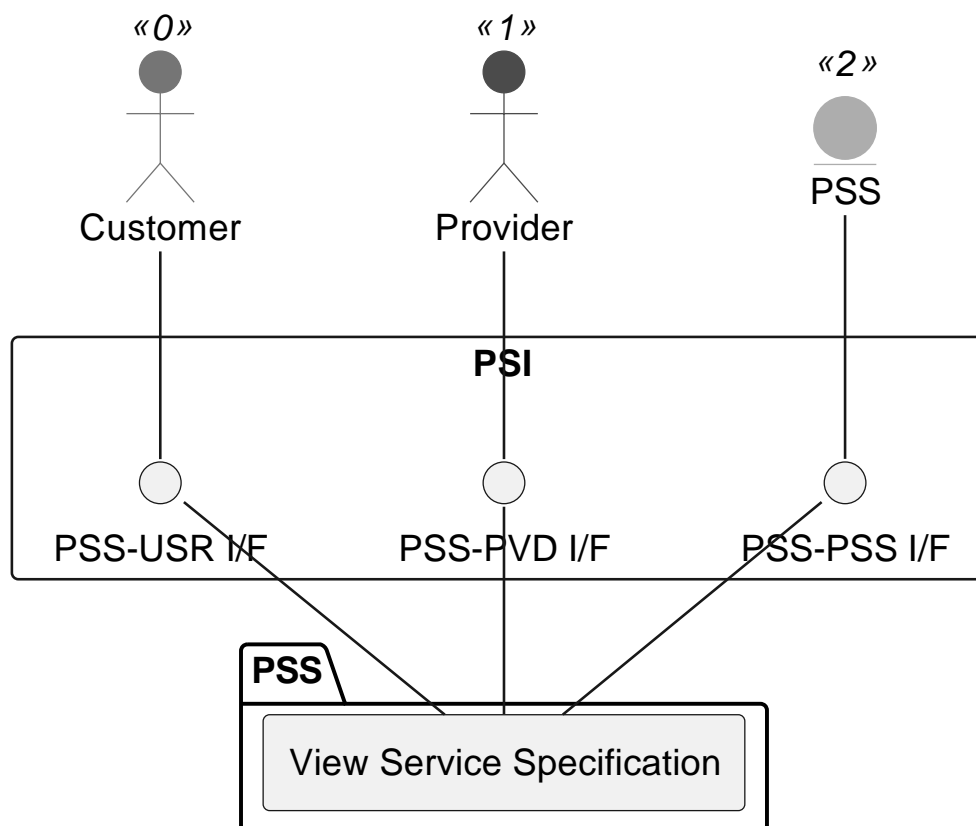 «0» «1»
«2»
PSS
Customer Provider
PSI
PSS-USR I/F PSS-PVD I/F PSS-PSS I/F
PSS
View Service Specification